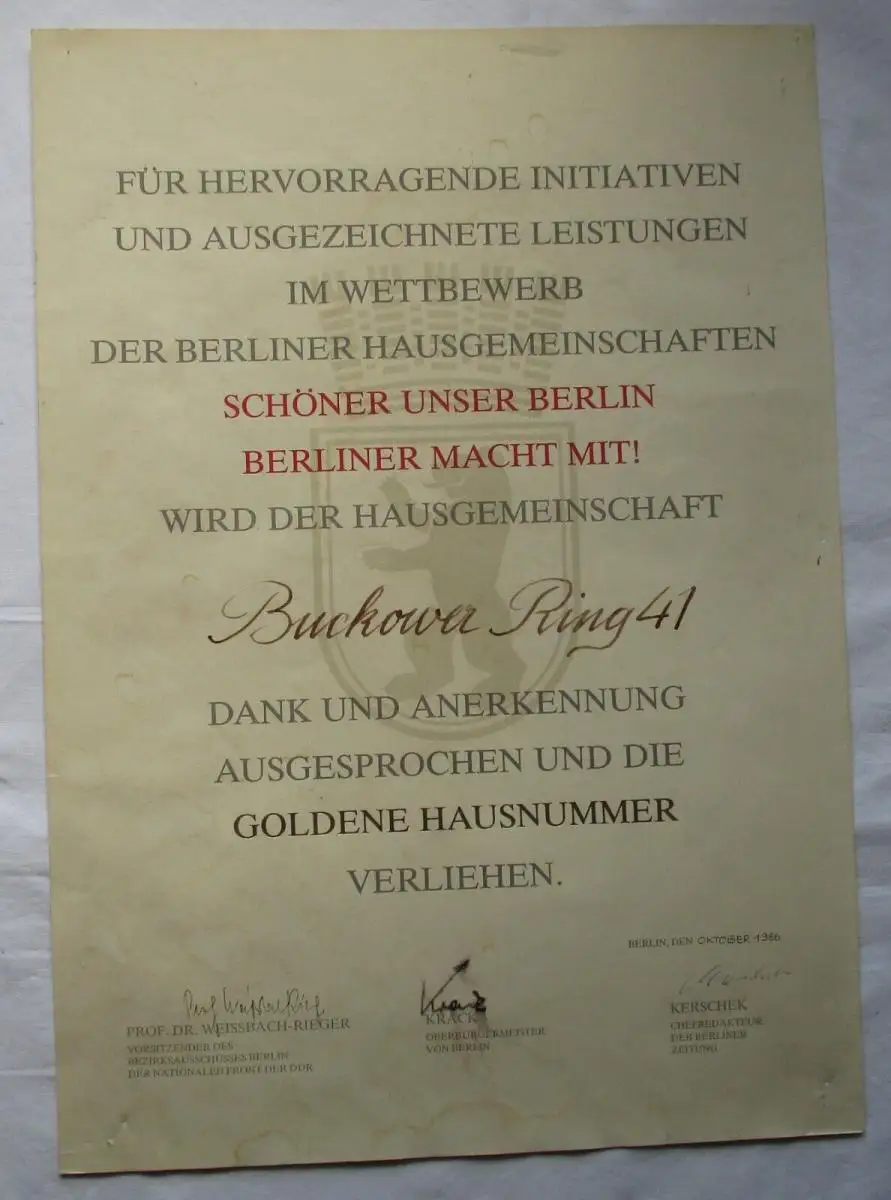 FÜR HERVORRAGENDE INITIATIVEN
UND AUSGEZEICHNETE LEISTUNGEN
IM WETTBEWERB
DER BERLINER HAUSGEMEINSCHAFTEN
SCHÖNER UNSER BERLIN
BERLINER MACHT MIT!
WIRD DER HAUSGEMEINSCHAFT
Buckower Ring 41
DANK UND ANERKENNUNG
AUSGESPROCHEN UND DIE
GOLDENE HAUSNUMMER
VERLIEHEN.
BERLIN, DEN OKTOBER 1986
PROF. DR. WEISSBACH-RIEGER
VORSITZENDER DES
BEZIRKSAUSSCHUSSES BERLIN
DER NATIONALEN FRONT DER DDR
KRACK
OBERBÜRGERMEISTER
VON BERLIN
KERSCHEK
CHEFREDAKTEUR
DER BERLINER
ZEITUNG